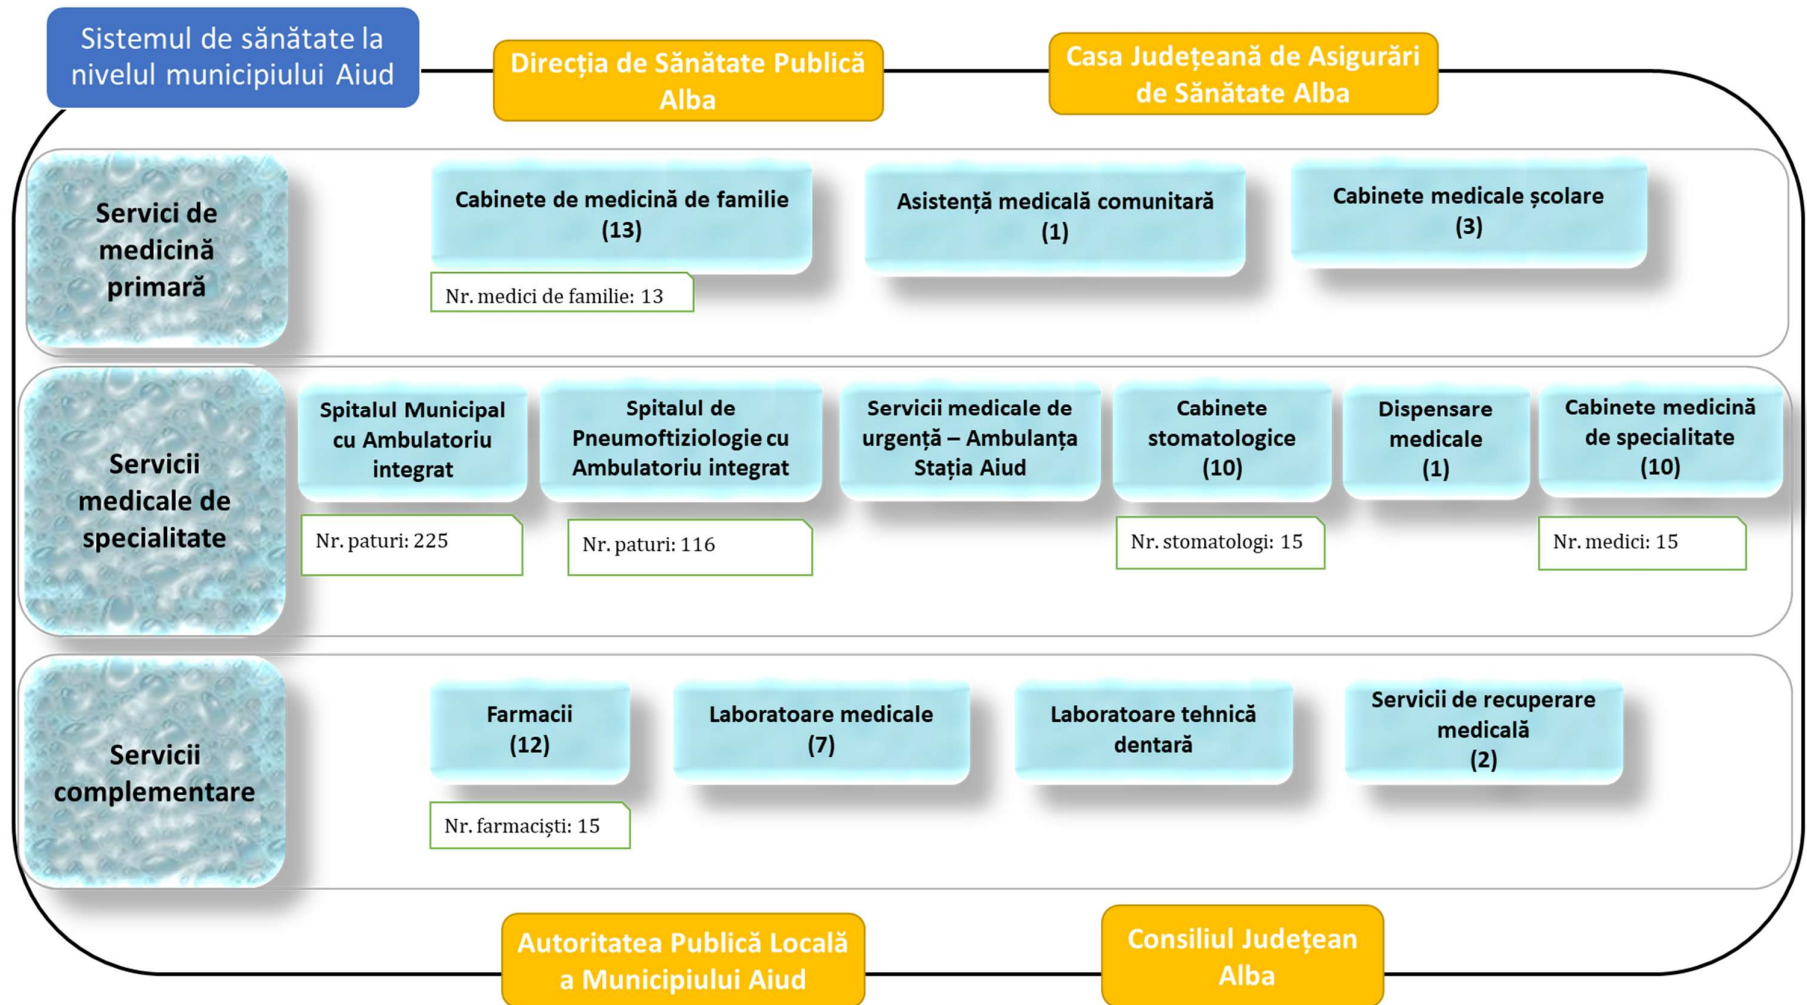 Sistemul de sănătate la
nivelul municipiului Aiud
Direcția de Sănătate Publică
Alba
Casa Județeană de Asigurări
de Sănătate Alba
Servici de
medicină
primară
Cabinete de medicină de familie
(13)
Nr. medici de familie: 13
Asistență medicală comunitară
(1)
Cabinete medicale școlare
(3)
Servicii
medicale de
specialitate
Spitalul Municipal
cu Ambulatoriu
integrat
Nr. paturi: 225
Spitalul de
Pneumoftiziologie cu
Ambulatoriu integrat
Nr. paturi: 116
Servicii medicale de
urgență – Ambulanța
Stația Aiud
Cabinete
stomatologice
(10)
Nr. stomatologi: 15
Dispensare
medicale
(1)
Cabinete medicină
de specialitate
(10)
Nr. medici: 15
Servicii
complementare
Farmacii
(12)
Nr. farmaciști: 15
Laboratoare medicale
(7)
Laboratoare tehnică
dentară
Servicii de recuperare
medicală
(2)
Autoritatea Publică Locală
a Municipiului Aiud
Consiliul Județean
Alba